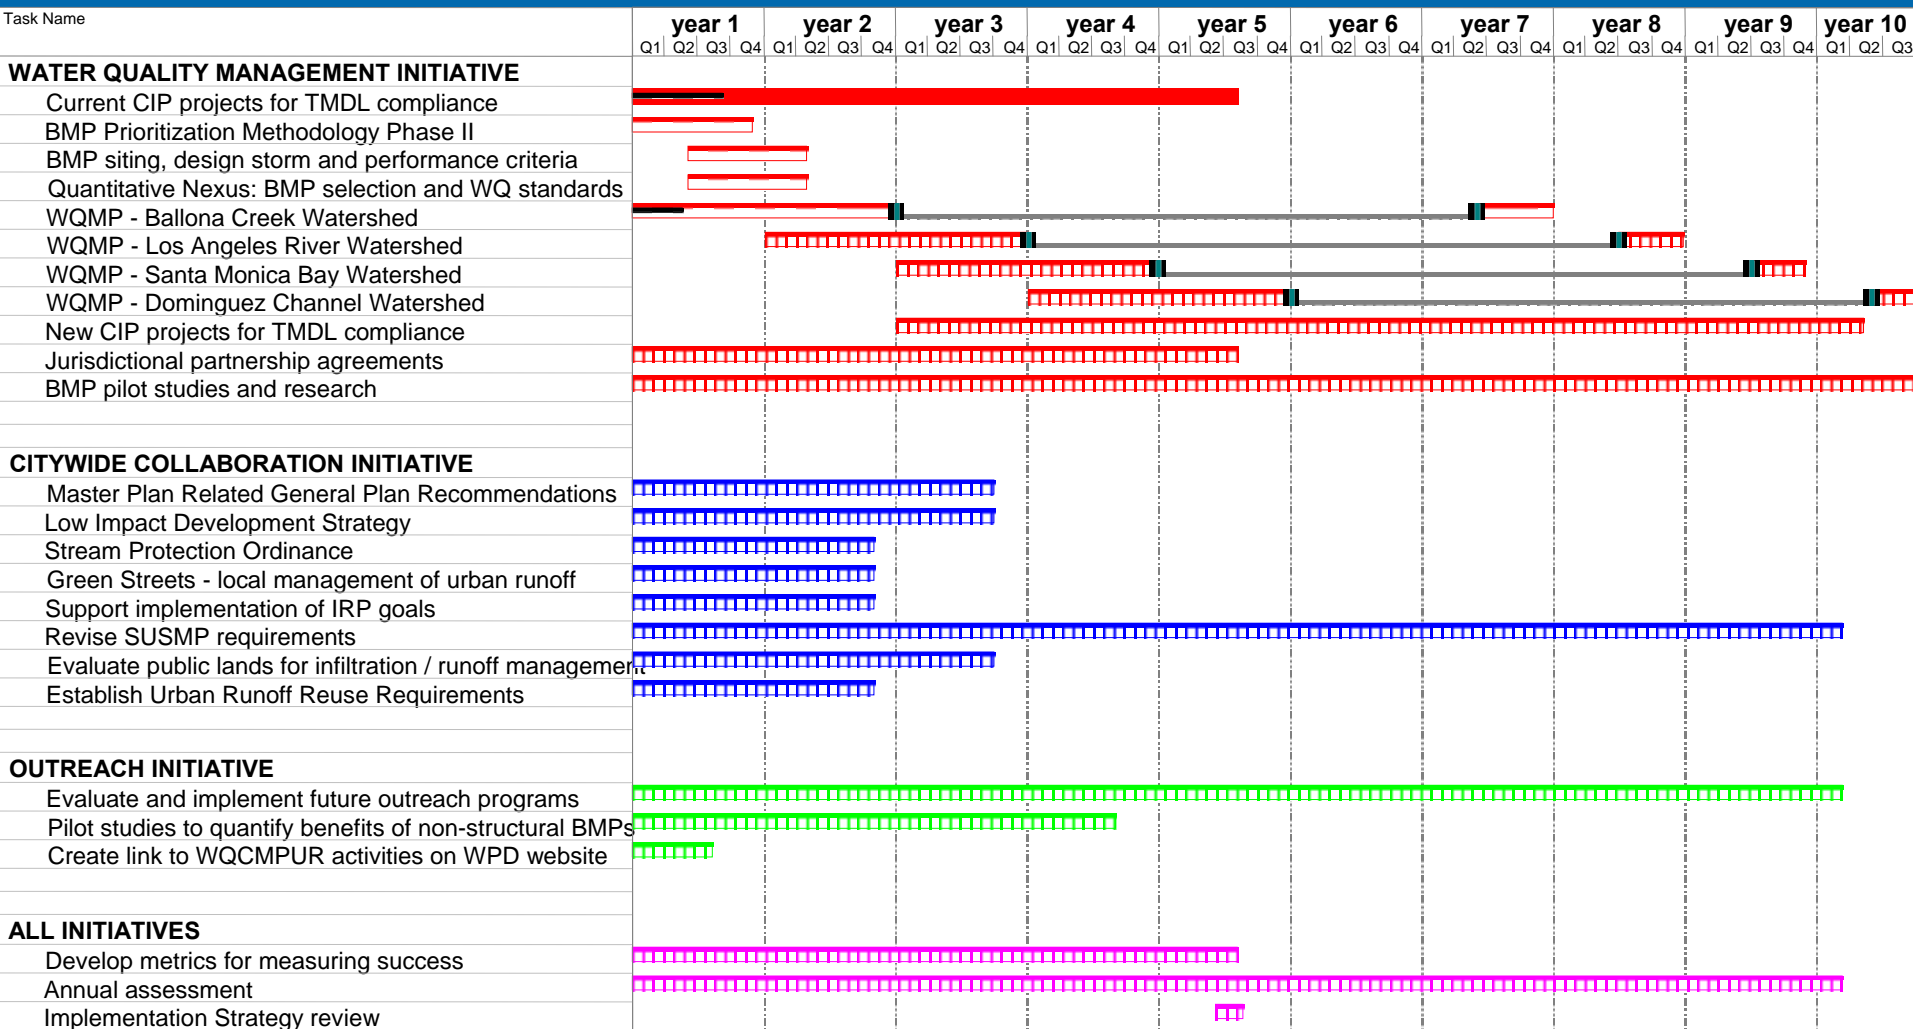 Task Name
year 1 year 2 year 3 year 4 year 5 year 6 year 7 year 8 year 9 year 10
Q1 Q2 Q3 Q4 Q1 Q2 Q3 Q4 Q1 Q2 Q3 Q4 Q1 Q2 Q3 Q4 Q1 Q2 Q3 Q4 Q1 Q2 Q3 Q4 Q1 Q2 Q3 Q4 Q1 Q2 Q3 Q4 Q1 Q2 Q3 Q4 Q1 Q2 Q3
WATER QUALITY MANAGEMENT INITIATIVE
Current CIP projects for TMDL compliance
BMP Prioritization Methodology Phase II
BMP siting, design storm and performance criteria
Quantitative Nexus: BMP selection and WQ standards
WQMP - Ballona Creek Watershed
WQMP - Los Angeles River Watershed
WQMP - Santa Monica Bay Watershed
WQMP - Dominguez Channel Watershed
New CIP projects for TMDL compliance
Jurisdictional partnership agreements
BMP pilot studies and research
CITYWIDE COLLABORATION INITIATIVE
Master Plan Related General Plan Recommendations
Low Impact Development Strategy
Stream Protection Ordinance
Green Streets - local management of urban runoff
Support implementation of IRP goals
Revise SUSMP requirements
Evaluate public lands for infiltration / runoff management
Establish Urban Runoff Reuse Requirements
OUTREACH INITIATIVE
Evaluate and implement future outreach programs
Pilot studies to quantify benefits of non-structural BMPs
Create link to WQCMPUR activities on WPD website
ALL INITIATIVES
Develop metrics for measuring success
Annual assessment
Implementation Strategy review